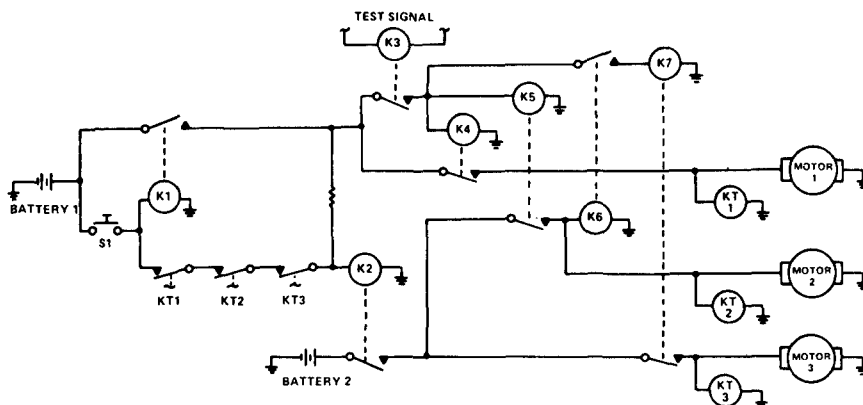 TEST SIGNAL
K3
K7
K5
K4
K1
BATTERY 1
S1
MOTOR
1
KT
1
K6
K2
KT1
KT2
KT3
MOTOR
2
KT
2
BATTERY 2
MOTOR
3
KT
3